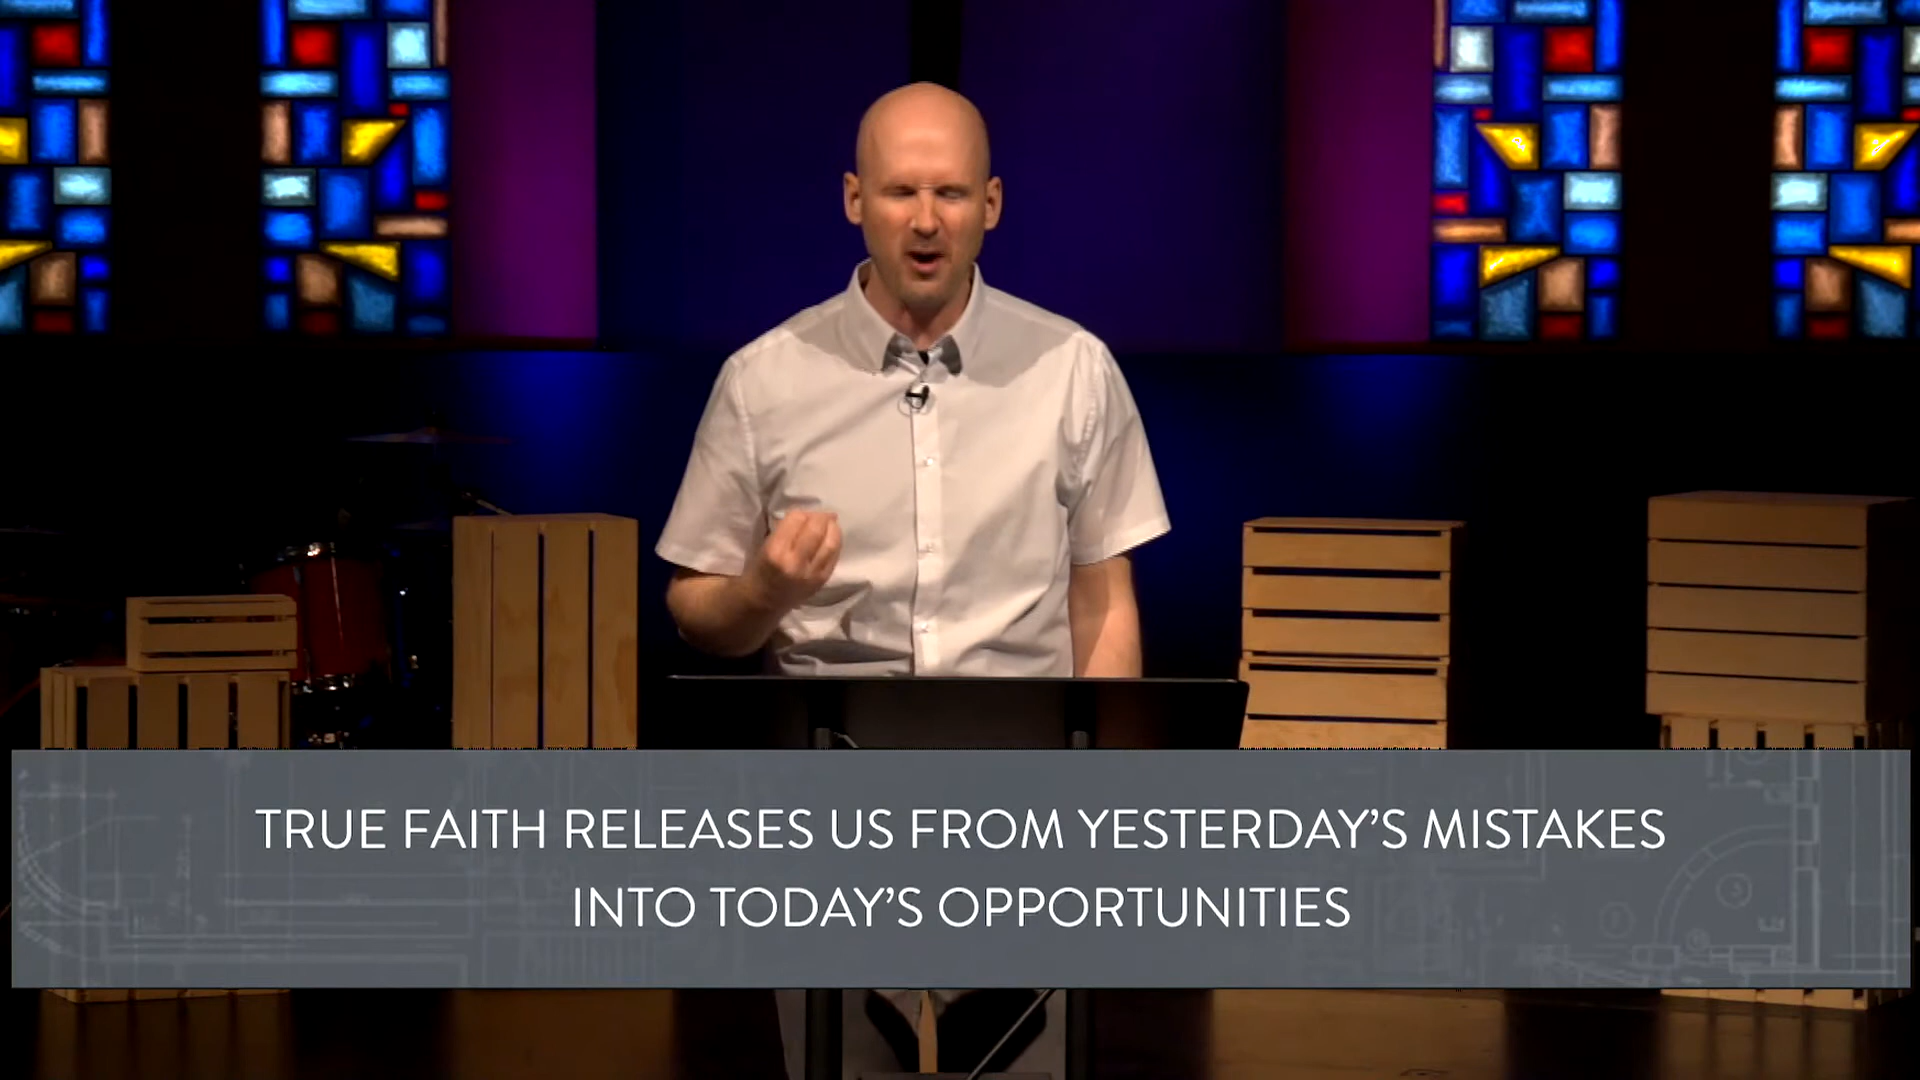 TRUE FAITH RELEASES US FROM YESTERDAY’S MISTAKES
INTO TODAY’S OPPORTUNITIES